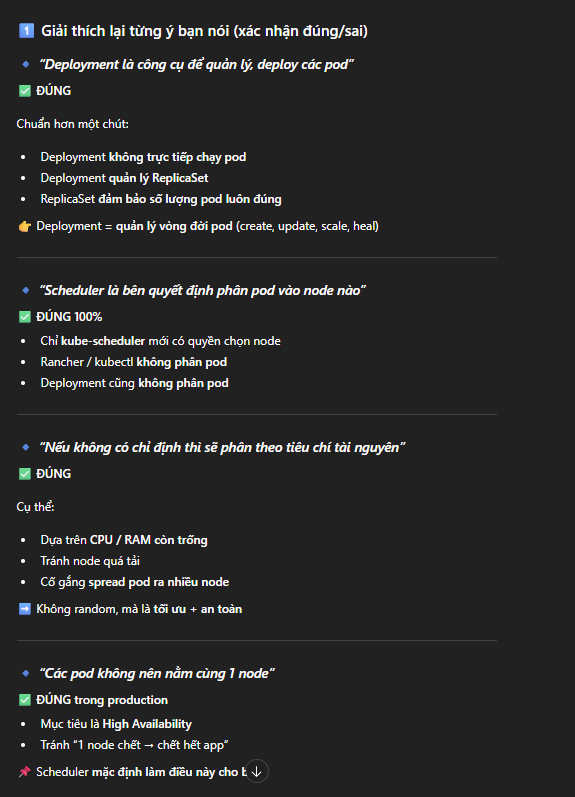 1 Giải thích lại từng ý bạn nói (xác nhận đúng/sai)
“Deployment là công cụ để quản lý, deploy các pod”
✅ ĐÚNG
Chuẩn hơn một chút:
• Deployment không trực tiếp chạy pod
• Deployment quản lý ReplicaSet
• ReplicaSet đảm bảo số lượng pod luôn đúng
👉 Deployment = quản lý vòng đời pod (create, update, scale, heal)
“Scheduler là bên quyết định phân pod vào node nào”
✅ ĐÚNG 100%
• Chỉ kube-scheduler mới có quyền chọn node
• Rancher / kubectl không phân pod
• Deployment cũng không phân pod
“Nếu không có chỉ định thì sẽ phân theo tiêu chí tài nguyên”
✅ ĐÚNG
Cụ thể:
• Dựa trên CPU / RAM còn trống
• Tránh node quá tải
• Cố gắng spread pod ra nhiều node
➡️ Không random, mà là tối ưu + an toàn
“Các pod không nên nằm cùng 1 node”
✅ ĐÚNG trong production
• Mục tiêu là High Availability
• Tránh “1 node chết → chết hết app”
📌 Scheduler mặc định làm điều này cho